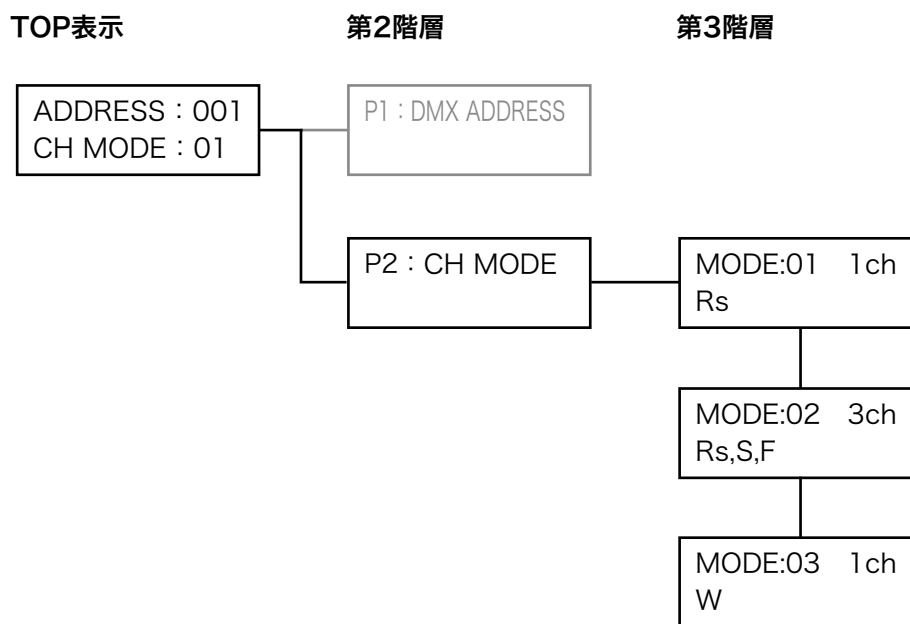 TOP表示 第2階層 第3階層
ADDRESS：001
CH MODE：01
P1：DMX ADDRESS
P2：CH MODE
MODE:01 1ch
Rs
MODE:02 3ch
Rs,S,F
MODE:03 1ch
W